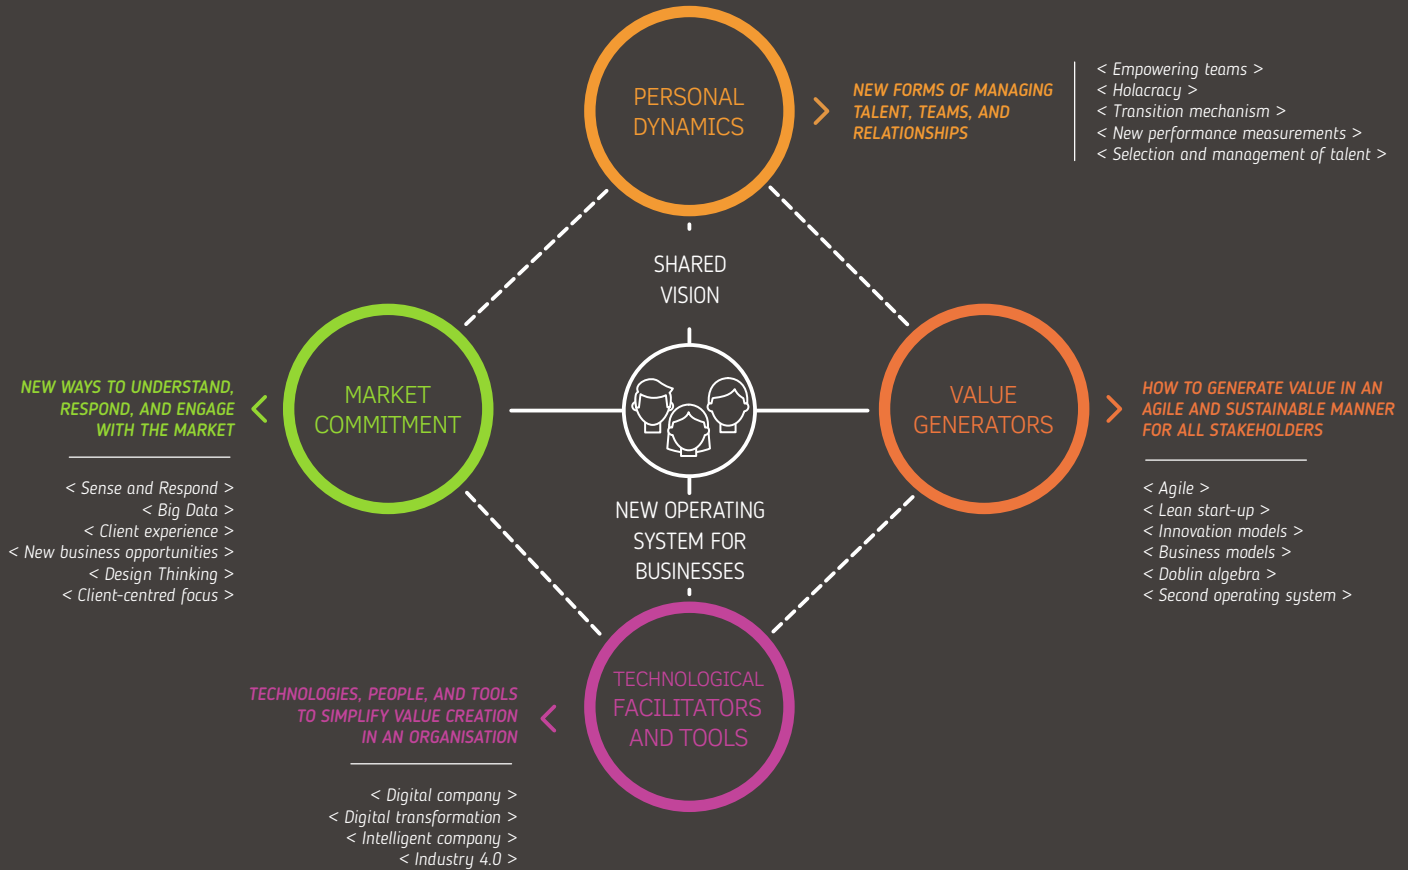 PERSONAL
DYNAMICS
NEW FORMS OF MANAGING
TALENT, TEAMS, AND
RELATIONSHIPS
< Empowering teams >
< Holacracy >
< Transition mechanism >
< New performance measurements >
< Selection and management of talent >
SHARED
VISION
MARKET
COMMITMENT
NEW WAYS TO UNDERSTAND,
RESPOND, AND ENGAGE
WITH THE MARKET
< Sense and Respond >
< Big Data >
< Client experience >
< New business opportunities >
< Design Thinking >
< Client-centred focus >
VALUE
GENERATORS
HOW TO GENERATE VALUE IN AN
AGILE AND SUSTAINABLE MANNER
FOR ALL STAKEHOLDERS
< Agile >
< Lean start-up >
< Innovation models >
< Business models >
< Doblin algebra >
< Second operating system >
NEW OPERATING
SYSTEM FOR
BUSINESSES
TECHNOLOGICAL
FACILITATORS
AND TOOLS
TECHNOLOGIES, PEOPLE, AND TOOLS
TO SIMPLIFY VALUE CREATION
IN AN ORGANISATION
< Digital company >
< Digital transformation >
< Intelligent company >
< Industry 4.0 >